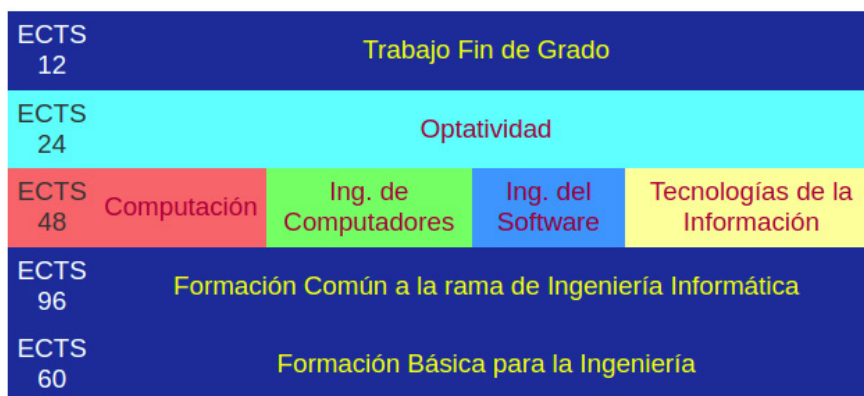 ECTS
12
Trabajo Fin de Grado
ECTS
24
Optatividad
ECTS
48
Computación
Ing. de
Computadores
Ing. del
Software
Tecnologías de la
Información
ECTS
96
Formación Común a la rama de Ingeniería Informática
ECTS
60
Formación Básica para la Ingeniería